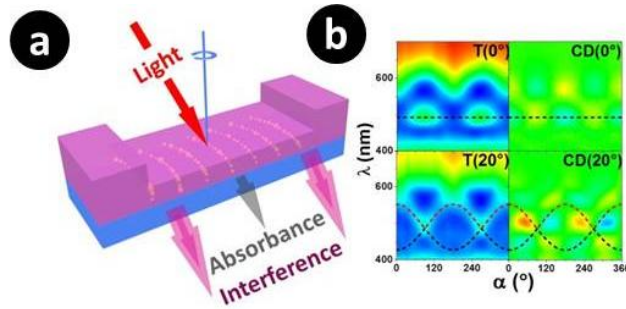 a
Light
Absorbance
Interference
b
T(0°)
CD(0°)
600
400
λ (nm)
T(20°)
CD(20°)
600
400
0
120
240
0
120
240
360
α (°)